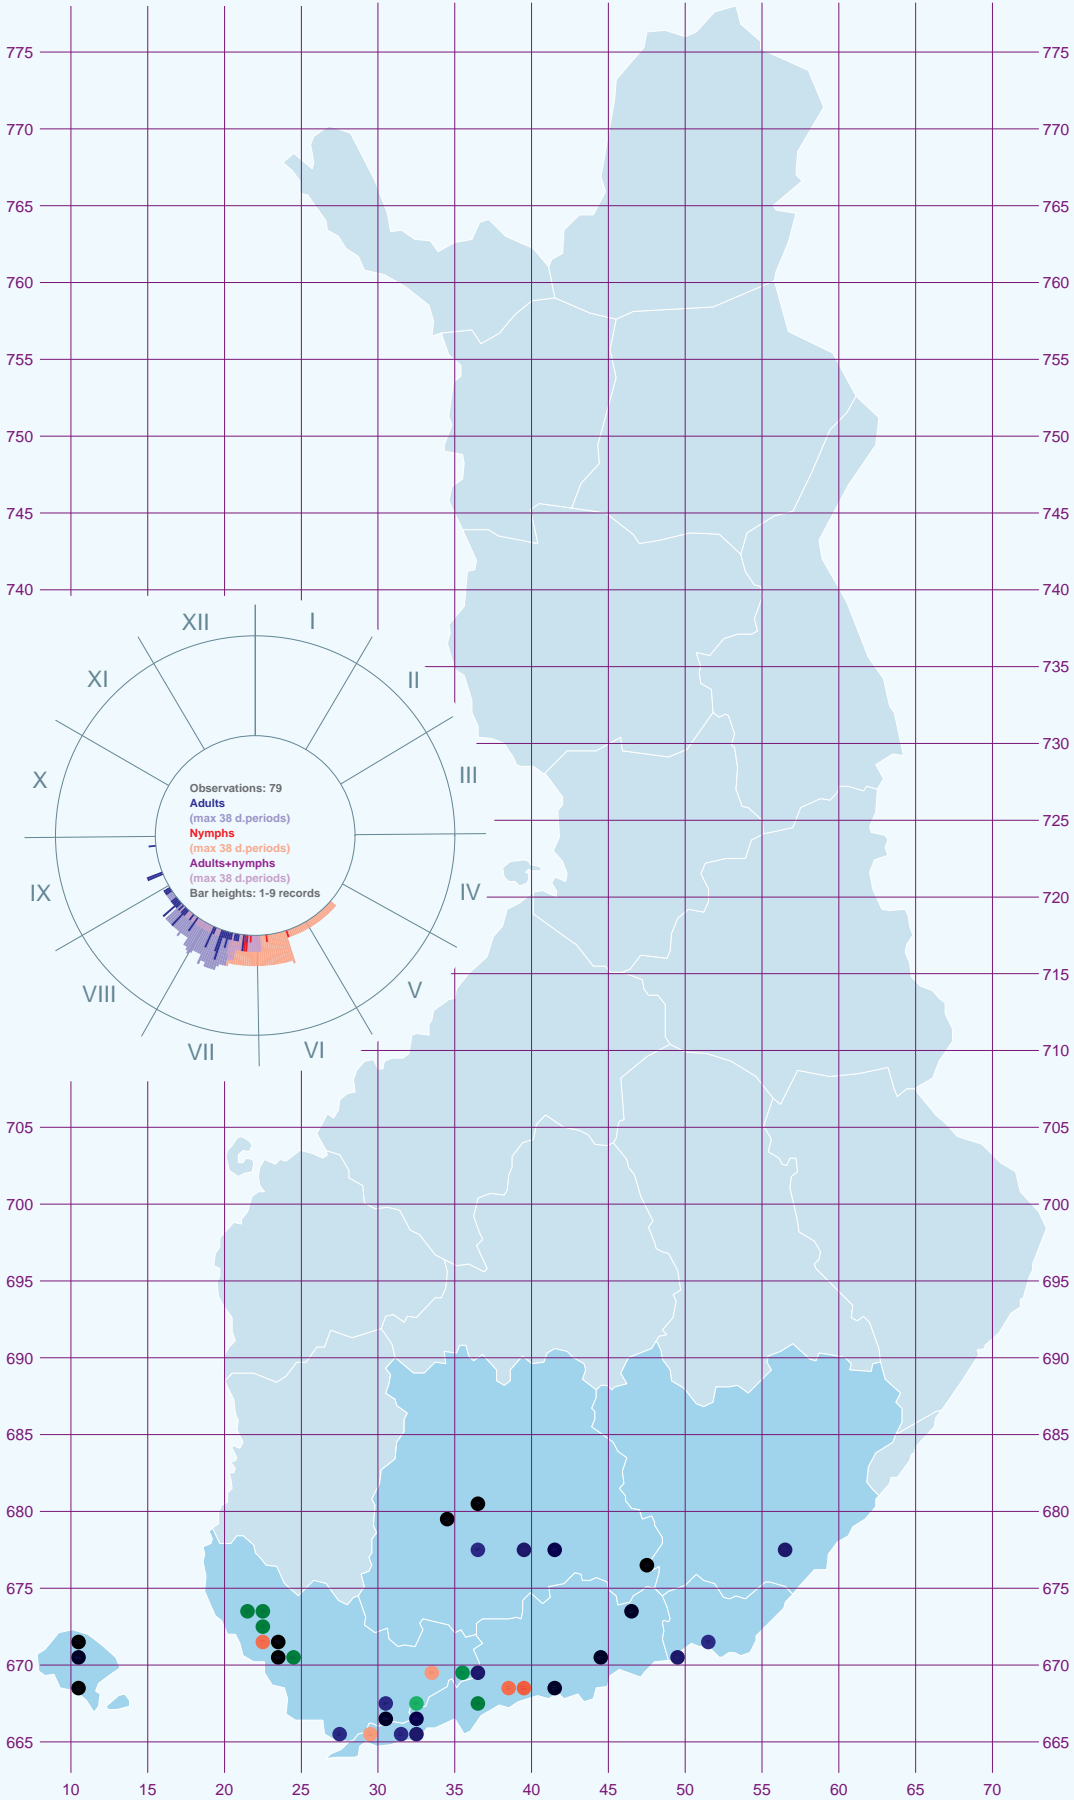 775 775
770 770
765 765
760 760
755 755
750 750
745 745
740 740
XII I
735
XI II
730
X III
Observations: 79
Adults
(max 38 d.periods)
825
Nymphs
(max 38 d.periods)
Adults+nymphs
(max 38 d.periods)
Bar heights: 1-9 records
IX IV
720
VIII V
715
VII VI
710
705 705
700 700
695 695
690 690
685 685
680 680
675 675
670 670
665 665
10 15 20 25 30 35 40 45 50 55 60 65 70